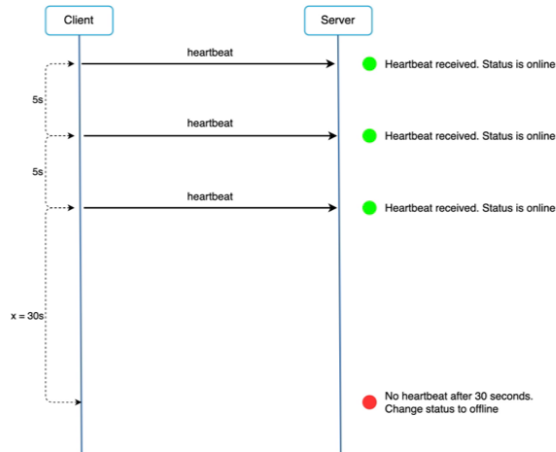 Client
Server
heartbeat
Heartbeat received. Status is online
5s
heartbeat
Heartbeat received. Status is online
5s
heartbeat
Heartbeat received. Status is online
x = 30s
No heartbeat after 30 seconds.
Change status to offline